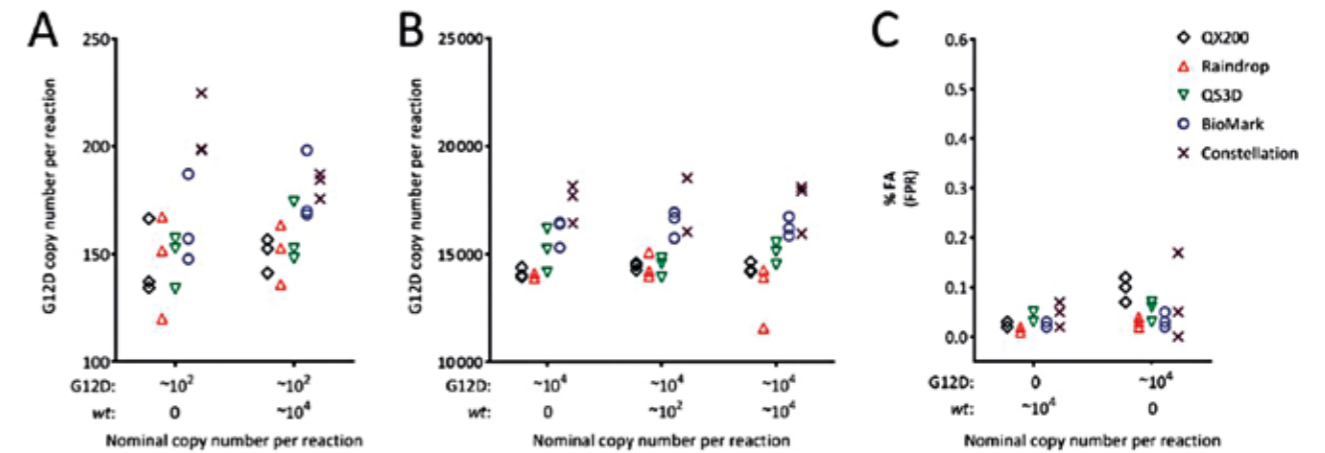 A
250
200
150
100
G12D copy number per reaction
G12D: ~10² ~10²
wt: 0 ~10⁴
Nominal copy number per reaction
B
25000
20000
15000
10000
G12D copy number per reaction
G12D: ~10⁴ ~10⁴ ~10⁴
wt: 0 ~10² ~10⁴
Nominal copy number per reaction
C
0.6
0.5
0.4
0.3
0.2
0.1
0.0
% FA
(FPR)
QX200
Raindrop
QS3D
BioMark
Constellation
G12D: 0 ~10⁴
wt: ~10⁴ 0
Nominal copy number per reaction